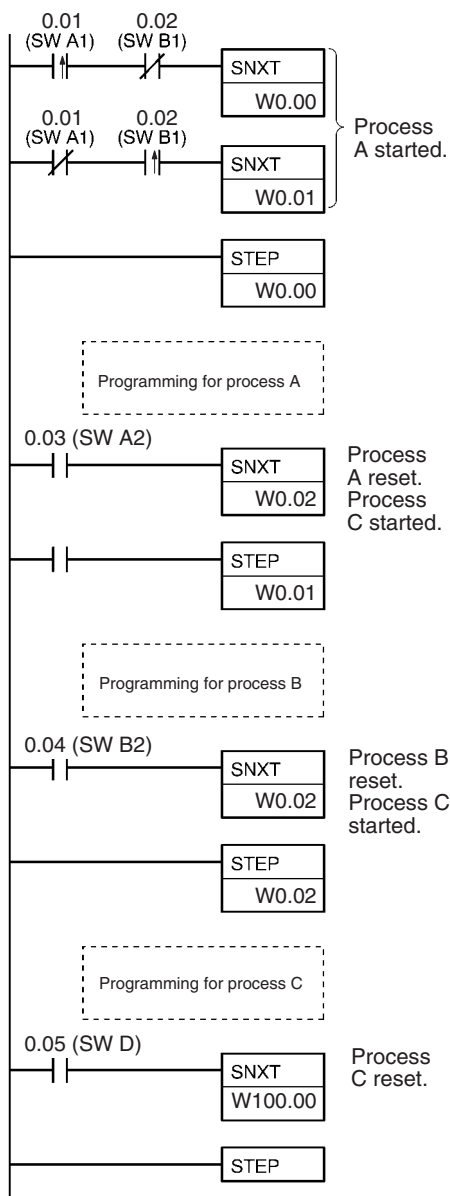 0.01 0.02
(SW A1) (SW B1)
SNXT
W0.00
0.01 0.02
(SW A1) (SW B1)
SNXT
W0.01
Process
A started.
STEP
W0.00
Programming for process A
0.03 (SW A2)
SNXT
W0.02
Process
A reset.
Process
C started.
STEP
W0.01
Programming for process B
0.04 (SW B2)
SNXT
W0.02
Process B
reset.
Process C
started.
STEP
W0.02
Programming for process C
0.05 (SW D)
SNXT
W100.00
Process
C reset.
STEP